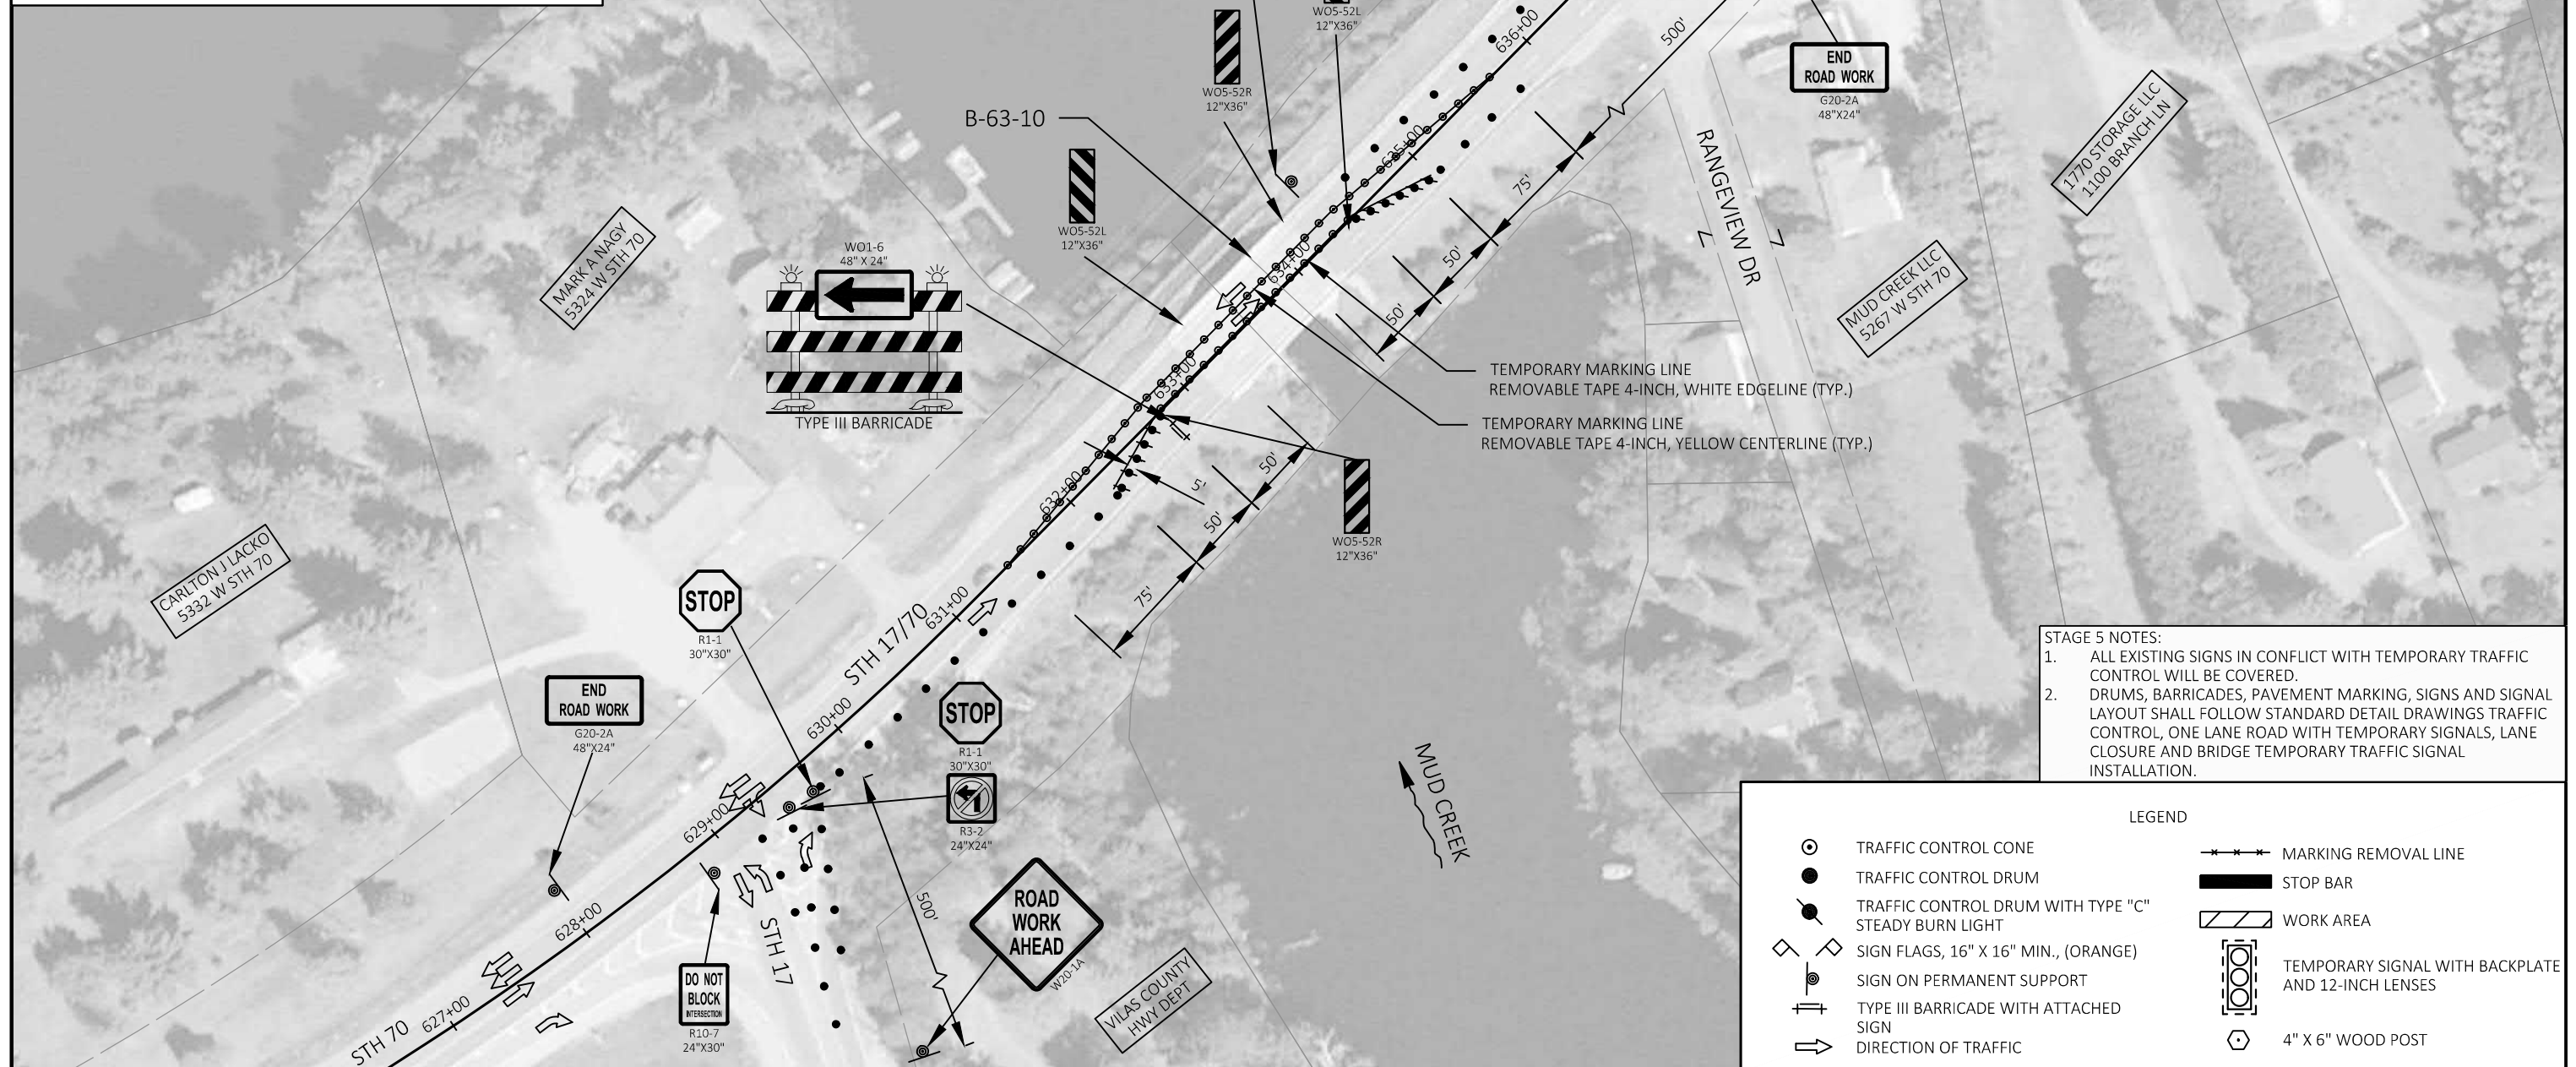 WO5-52L
12"X36"
WO5-52R
12"X36"
B-63-10
WO5-52L
12"X36"
WO1-6
48" X 24"
TYPE III BARRICADE
MARK A NAGY
5324 W STH 70
CARLTON J LACKO
5332 W STH 70
636+00
635+00
634+00
633+00
632+00
631+00
630+00
629+00
628+00
627+00
500'
75'
50'
50'
END
ROAD WORK
G20-2A
48"X24"
RANGEVIEW DR
1770 STORAGE LLC
1100 BRANCH LN
MUD CREEK LLC
5267 W STH 70
TEMPORARY MARKING LINE
REMOVABLE TAPE 4-INCH, WHITE EDGELINE (TYP.)
TEMPORARY MARKING LINE
REMOVABLE TAPE 4-INCH, YELLOW CENTERLINE (TYP.)
50'
50'
75'
5'
WO5-52R
12"X36"
STOP
R1-1
30"X30"
STH 17/70
END
ROAD WORK
G20-2A
48"X24"
STOP
R1-1
30"X30"
R3-2
24"X24"
500'
ROAD
WORK
AHEAD
W20-1A
DO NOT
BLOCK
INTERSECTION
R10-7
24"X30"
STH 17
STH 70
VILAS COUNTY
HWY DEPT
MUD CREEK
STAGE 5 NOTES:
1. ALL EXISTING SIGNS IN CONFLICT WITH TEMPORARY TRAFFIC
CONTROL WILL BE COVERED.
2. DRUMS, BARRICADES, PAVEMENT MARKING, SIGNS AND SIGNAL
LAYOUT SHALL FOLLOW STANDARD DETAIL DRAWINGS TRAFFIC
CONTROL, ONE LANE ROAD WITH TEMPORARY SIGNALS, LANE
CLOSURE AND BRIDGE TEMPORARY TRAFFIC SIGNAL
INSTALLATION.
LEGEND
TRAFFIC CONTROL CONE
TRAFFIC CONTROL DRUM
TRAFFIC CONTROL DRUM WITH TYPE "C"
STEADY BURN LIGHT
SIGN FLAGS, 16" X 16" MIN., (ORANGE)
SIGN ON PERMANENT SUPPORT
TYPE III BARRICADE WITH ATTACHED
SIGN
DIRECTION OF TRAFFIC
MARKING REMOVAL LINE
STOP BAR
WORK AREA
TEMPORARY SIGNAL WITH BACKPLATE
AND 12-INCH LENSES
4" X 6" WOOD POST